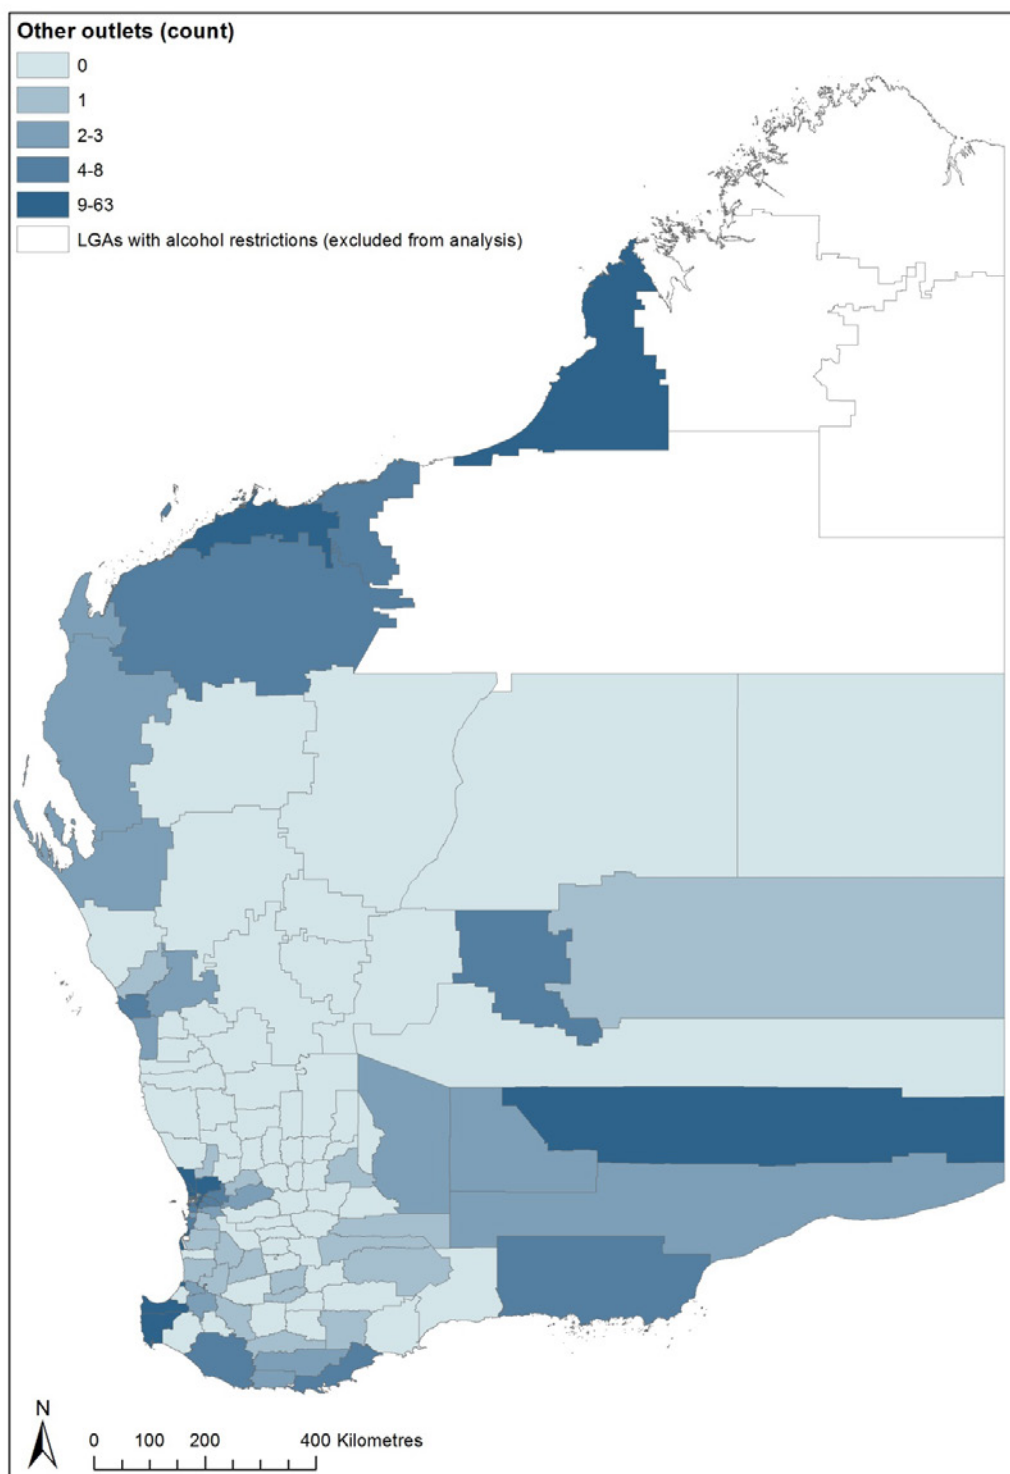 Other outlets (count)
0
1
2-3
4-8
9-63
LGAs with alcohol restrictions (excluded from analysis)
N
0 100 200 400 Kilometres